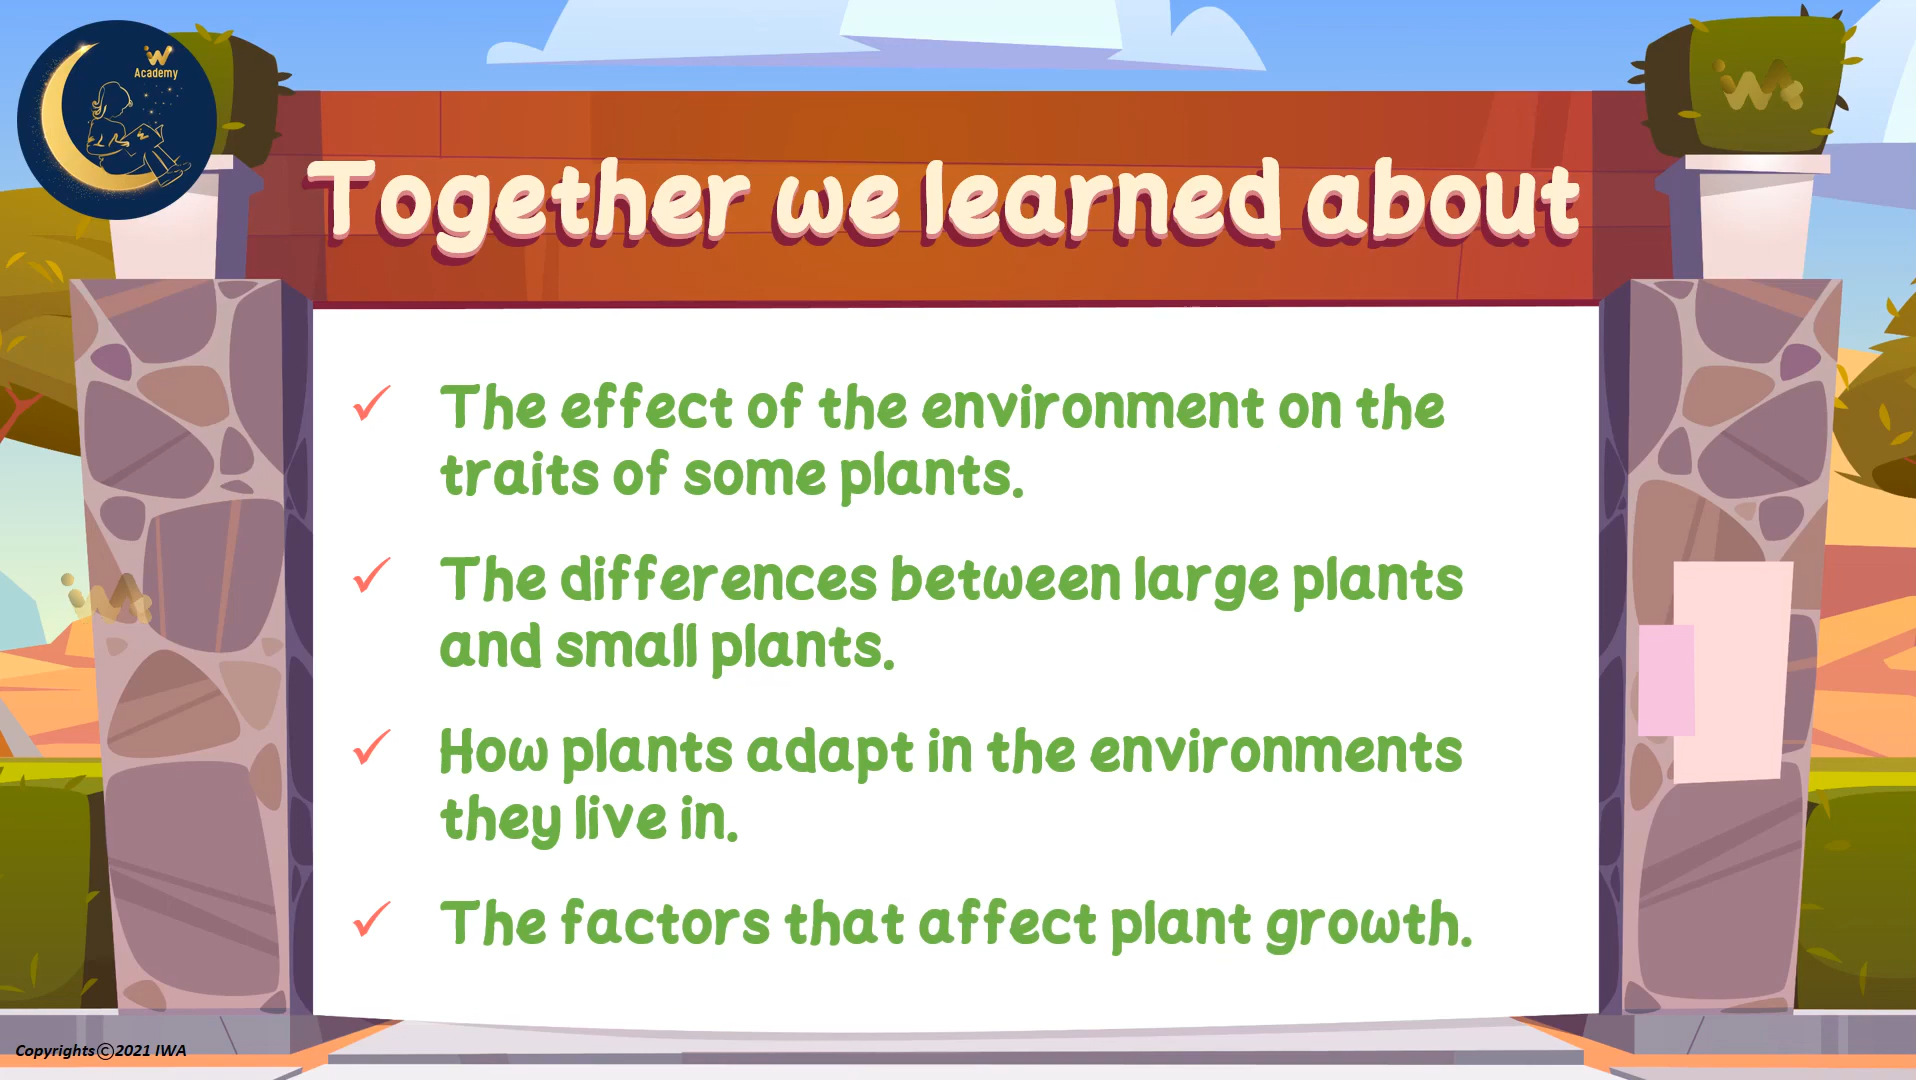 iW
Academy
Together we learned about
✓ The effect of the environment on the
traits of some plants.
✓ The differences between large plants
and small plants.
✓ How plants adapt in the environments
they live in.
✓ The factors that affect plant growth.
Copyrights©2021 IWA